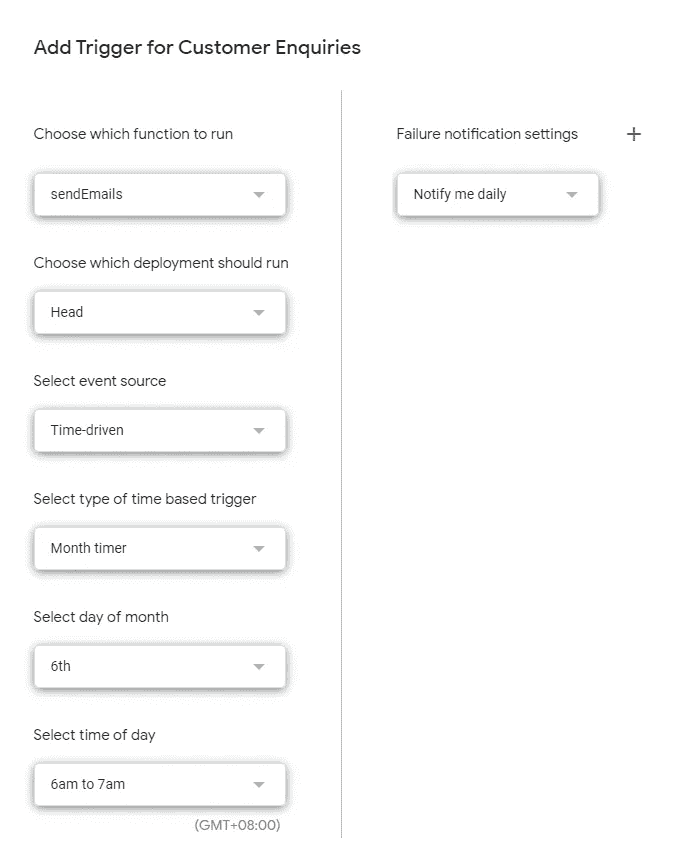 Add Trigger for Customer Enquiries
Choose which function to run
sendEmails
Choose which deployment should run
Head
Select event source
Time-driven
Select type of time based trigger
Month timer
Select day of month
6th
Select time of day
6am to 7am
(GMT+08:00)
Failure notification settings +
Notify me daily